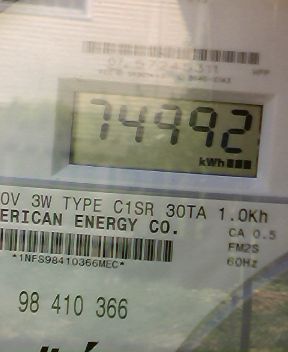 74992
kWh
0V 3W TYPE C1SR 30TA 1.0Kh
ERICAN ENERGY CO.
CA 0.5
FM2S
*1NFS98410366MEC*
60Hz
98 410 366